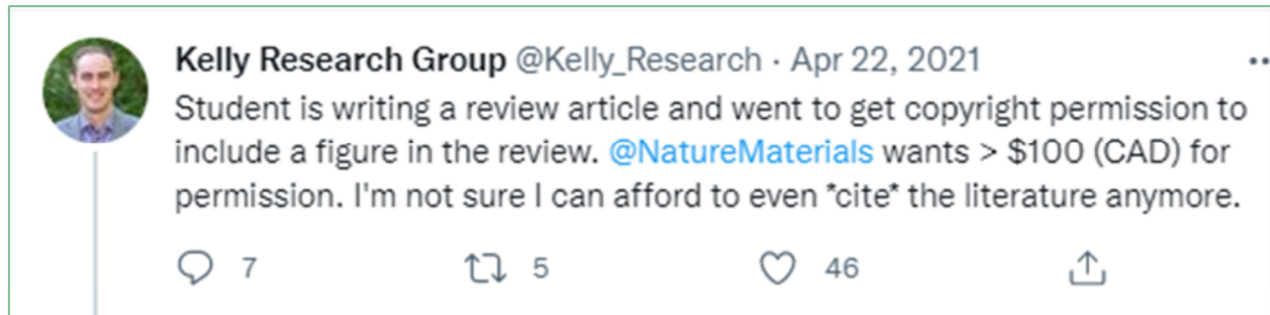 Kelly Research Group @Kelly_Research · Apr 22, 2021
Student is writing a review article and went to get copyright permission to
include a figure in the review. @NatureMaterials wants > $100 (CAD) for
permission. I'm not sure I can afford to even *cite* the literature anymore.
7 5 46